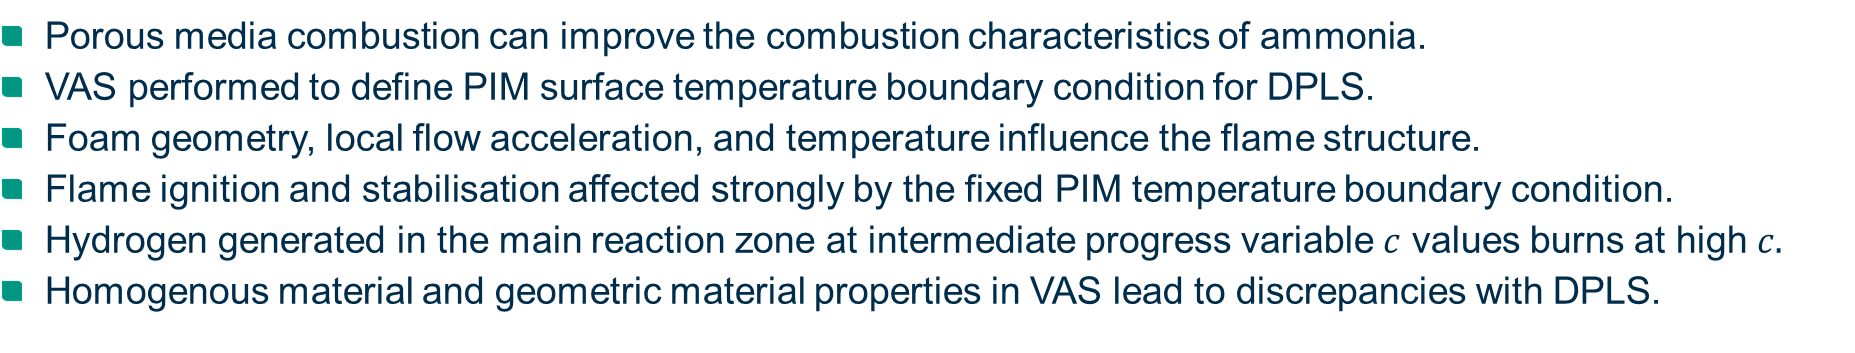 Porous media combustion can improve the combustion characteristics of ammonia.
VAS performed to define PIM surface temperature boundary condition for DPLS.
Foam geometry, local flow acceleration, and temperature influence the flame structure.
Flame ignition and stabilisation affected strongly by the fixed PIM temperature boundary condition.
Hydrogen generated in the main reaction zone at intermediate progress variable c values burns at high c.
Homogenous material and geometric material properties in VAS lead to discrepancies with DPLS.